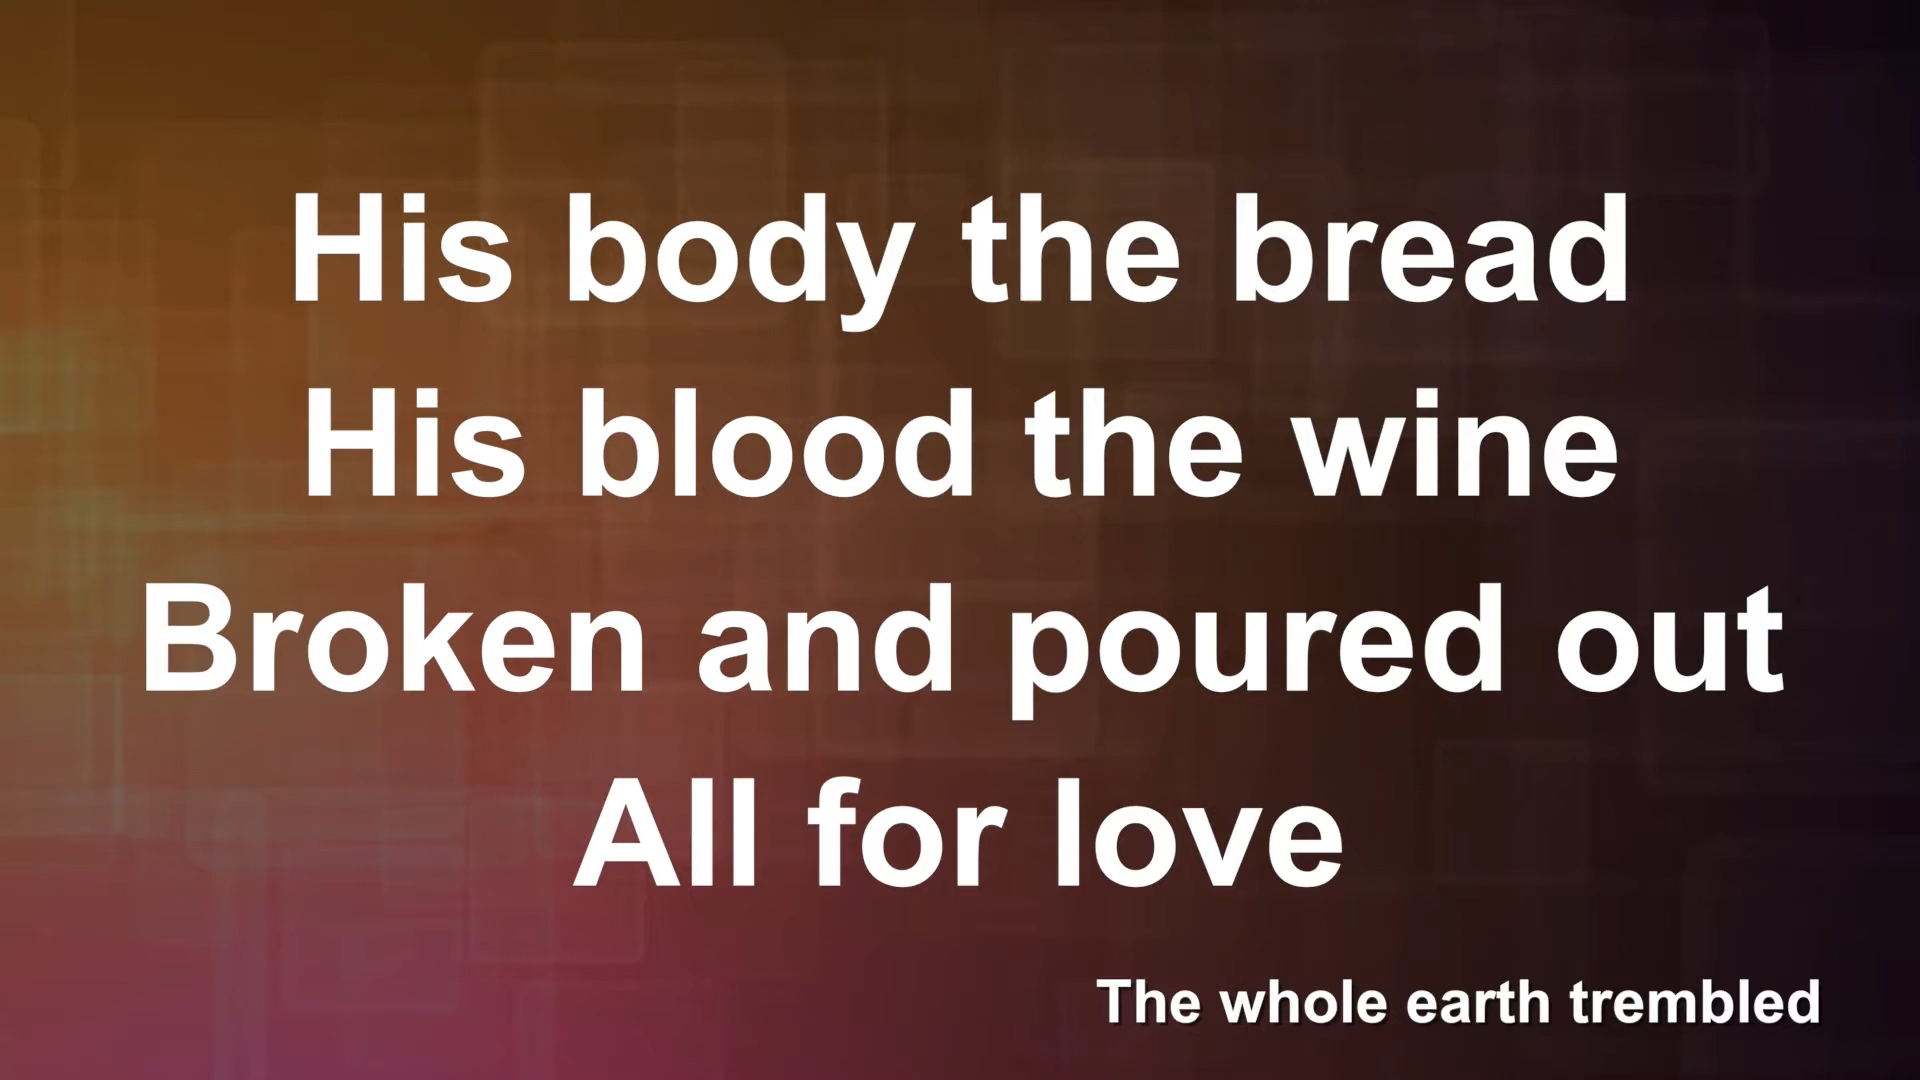 His body the bread
His blood the wine
Broken and poured out
All for love
The whole earth trembled